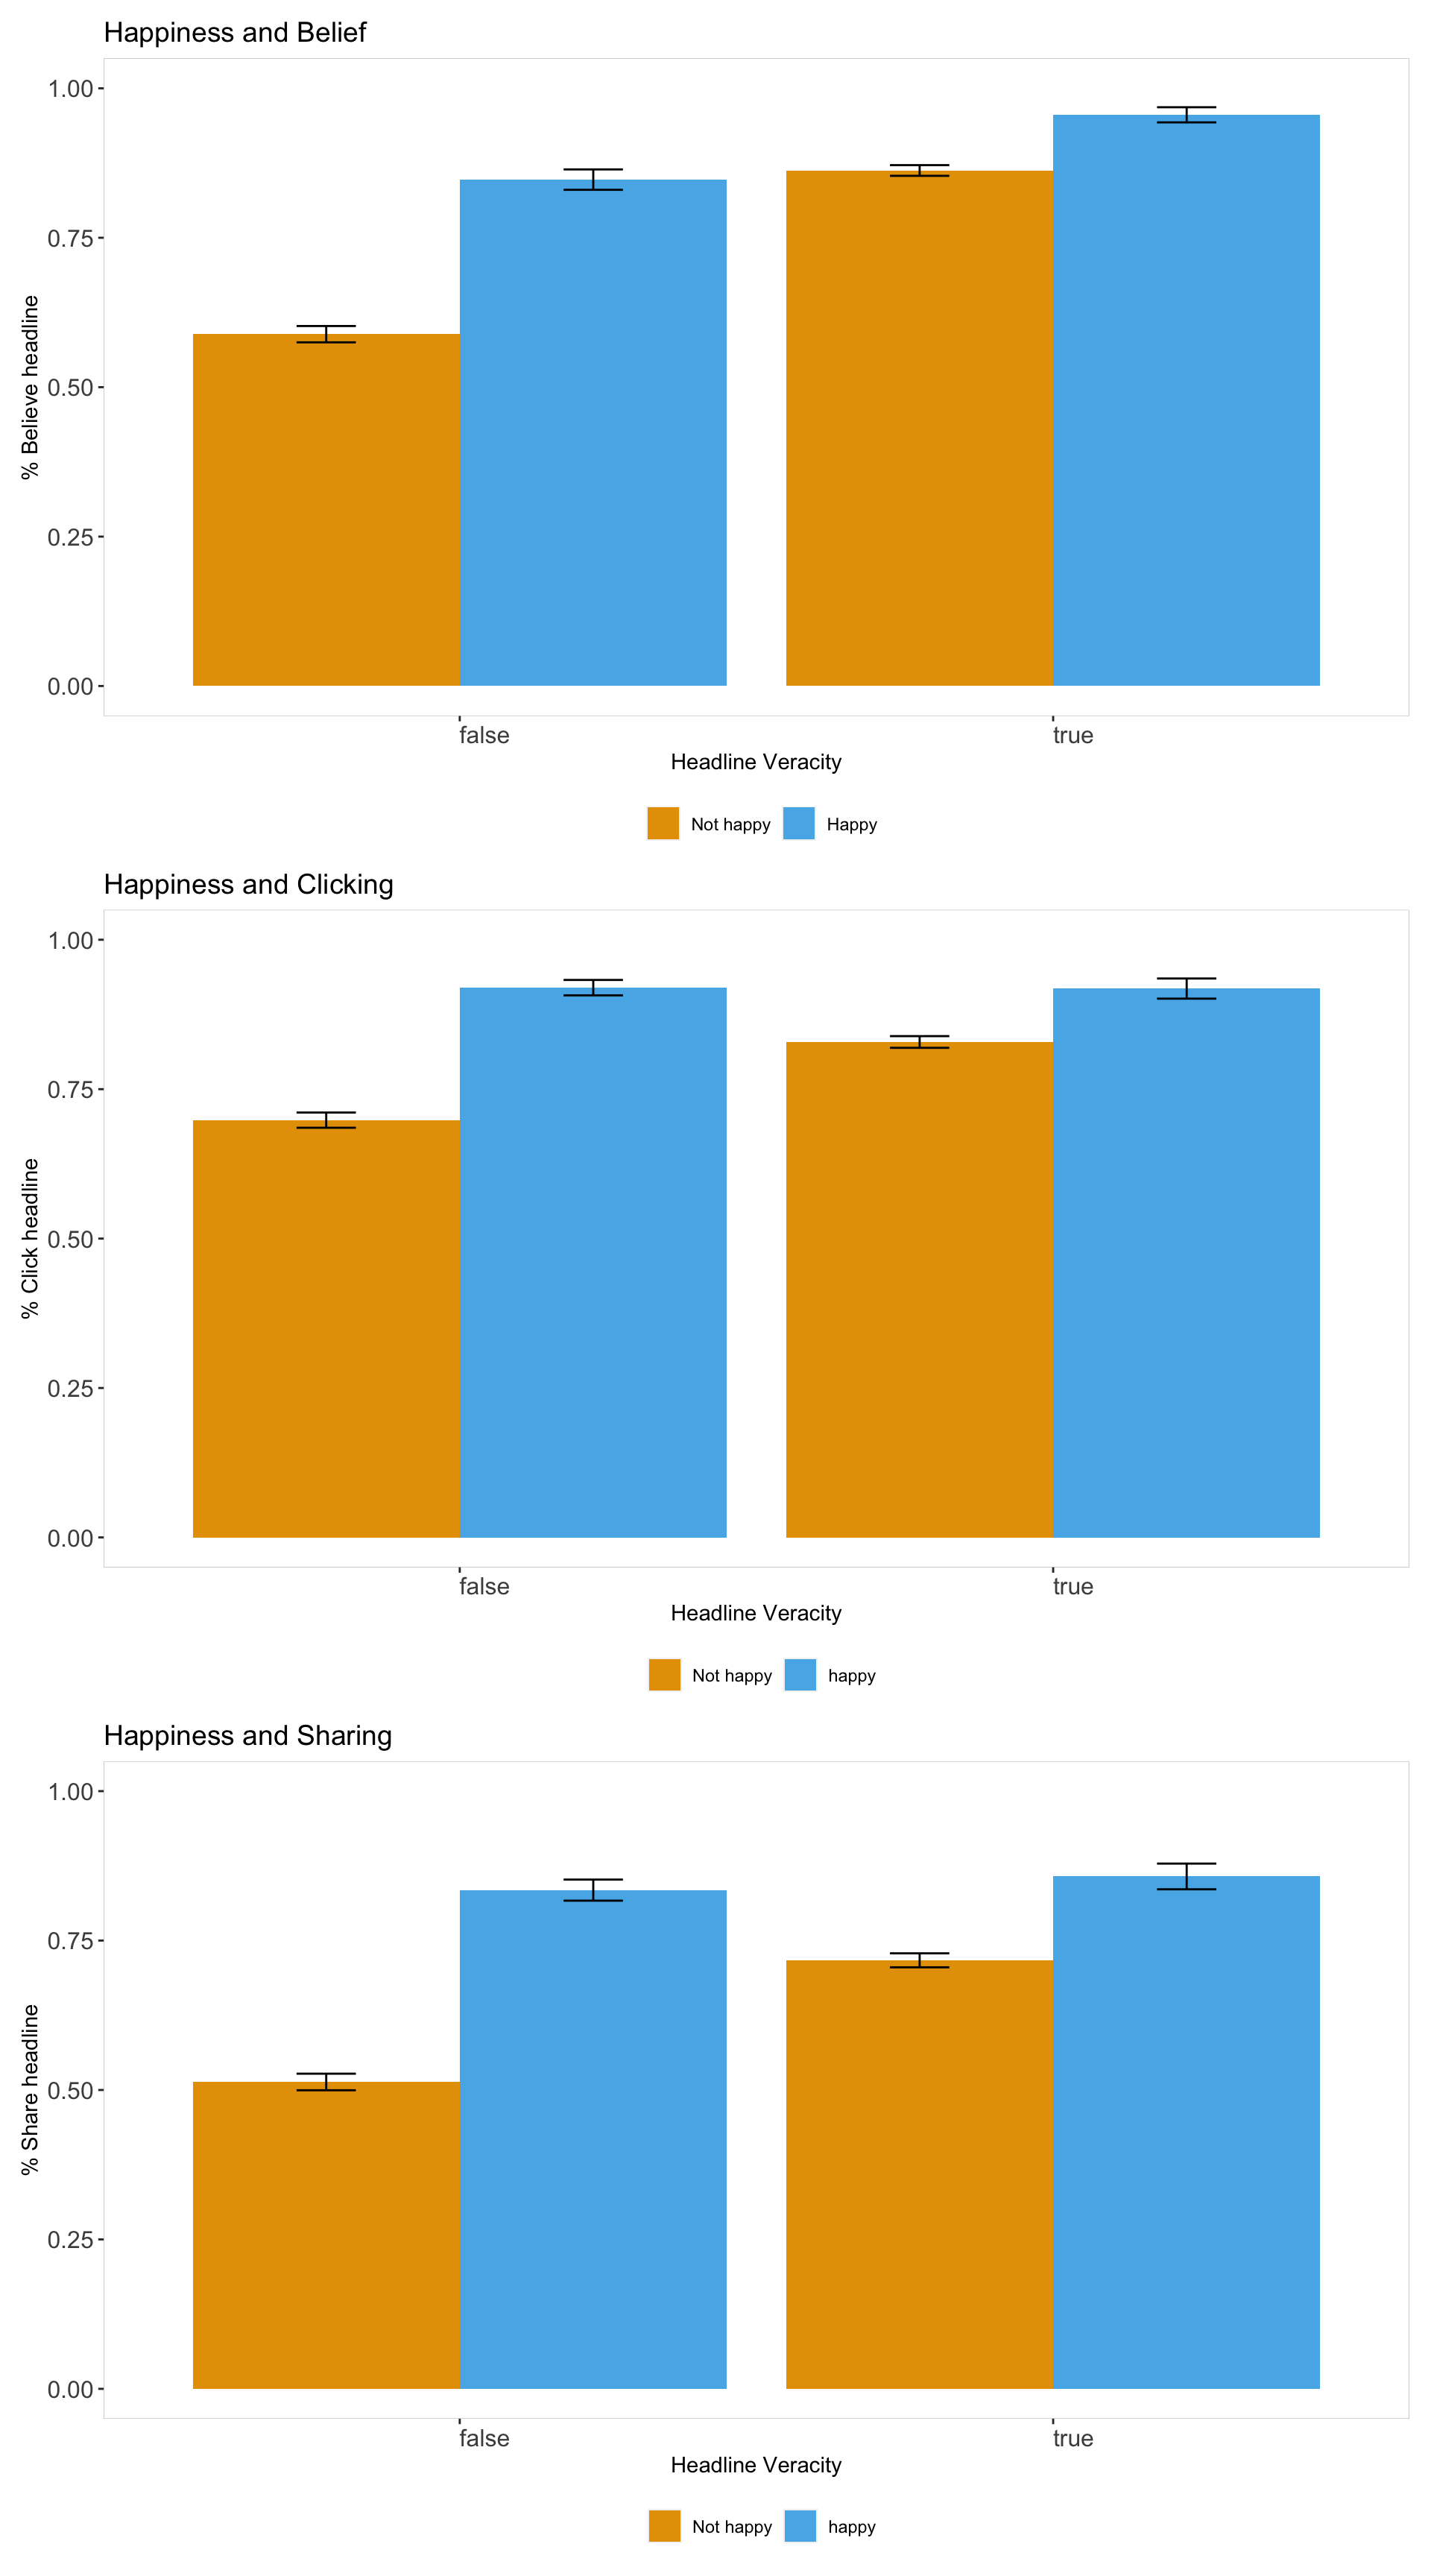 Happiness and Belief
1.00
0.75
0.50
0.25
0.00
% Believe headline
false true
Headline Veracity
Not happy Happy
Happiness and Clicking
1.00
0.75
0.50
0.25
0.00
% Click headline
false true
Headline Veracity
Not happy happy
Happiness and Sharing
1.00
0.75
0.50
0.25
0.00
% Share headline
false true
Headline Veracity
Not happy happy